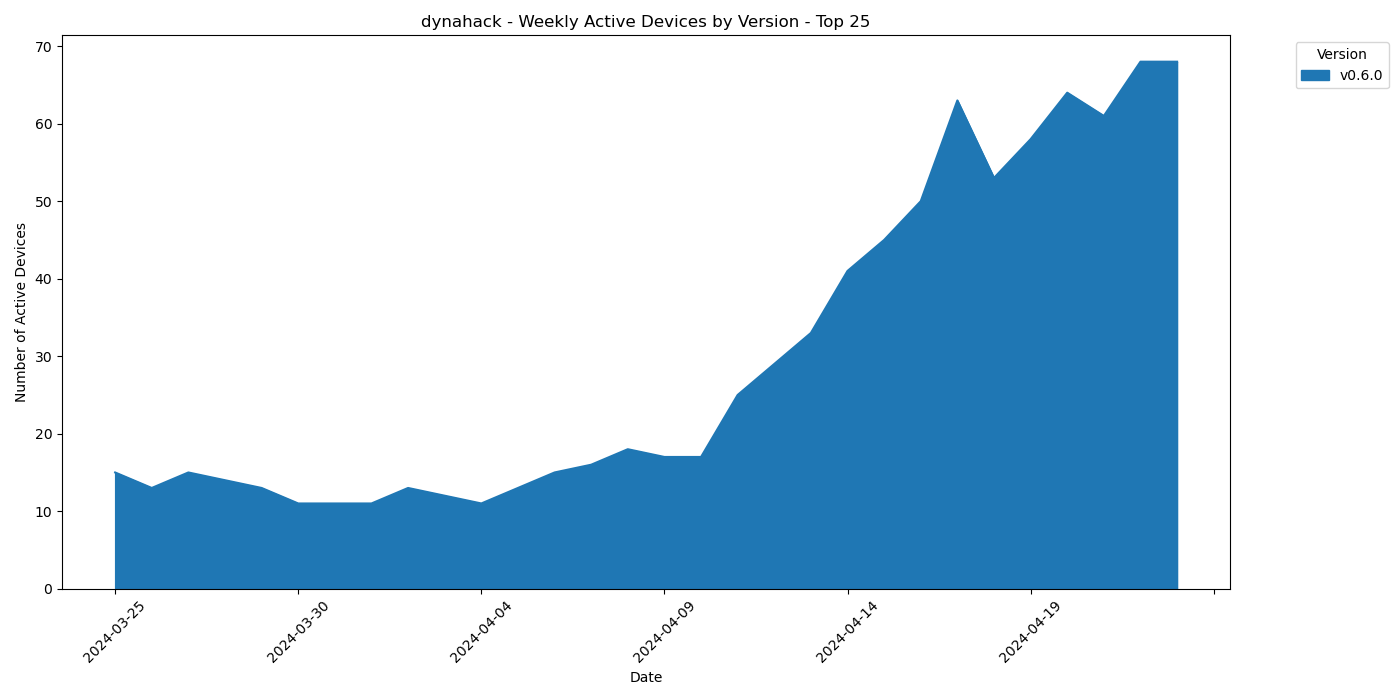 dynahack - Weekly Active Devices by Version - Top 25
Version
v0.6.0
Number of Active Devices
70
60
50
40
30
20
10
0
2024-03-25
2024-03-30
2024-04-04
2024-04-09
2024-04-14
2024-04-19
Date